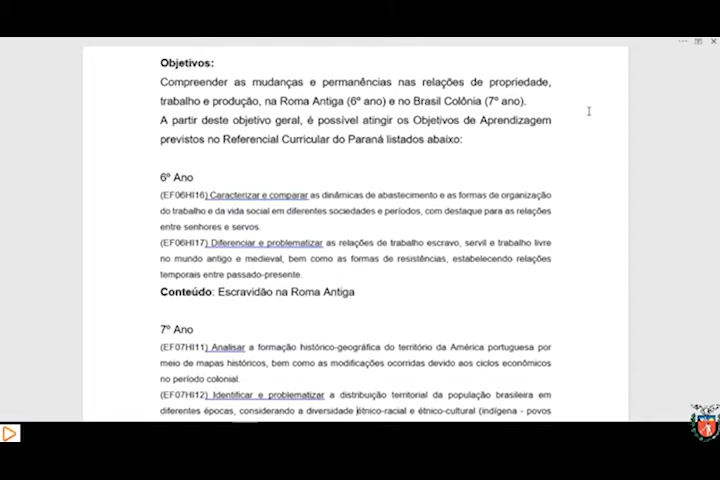 Objetivos:
Compreender as mudanças e permanências nas relações de propriedade,
trabalho e produção, na Roma Antiga (6º ano) e no Brasil Colônia (7º ano).
A partir deste objetivo geral, é possível atingir os Objetivos de Aprendizagem
previstos no Referencial Curricular do Paraná listados abaixo:
6º Ano
(EF06HI16) Caracterizar e comparar as dinâmicas de abastecimento e as formas de organização
do trabalho e da vida social em diferentes sociedades e períodos, com destaque para as relações
entre senhores e servos.
(EF06HI17) Diferenciar e problematizar as relações de trabalho escravo, servil e trabalho livre
no mundo antigo e medieval, bem como as formas de resistências, estabelecendo relações
temporais entre passado-presente.
Conteúdo: Escravidão na Roma Antiga
7º Ano
(EF07HI11) Analisar a formação histórico-geográfica do território da América portuguesa por
meio de mapas históricos, bem como as modificações ocorridas devido aos ciclos econômicos
no período colonial.
(EF07HI12) Identificar e problematizar a distribuição territorial da população brasileira em
diferentes épocas, considerando a diversidade étnico-racial e étnico-cultural (indígena - povos